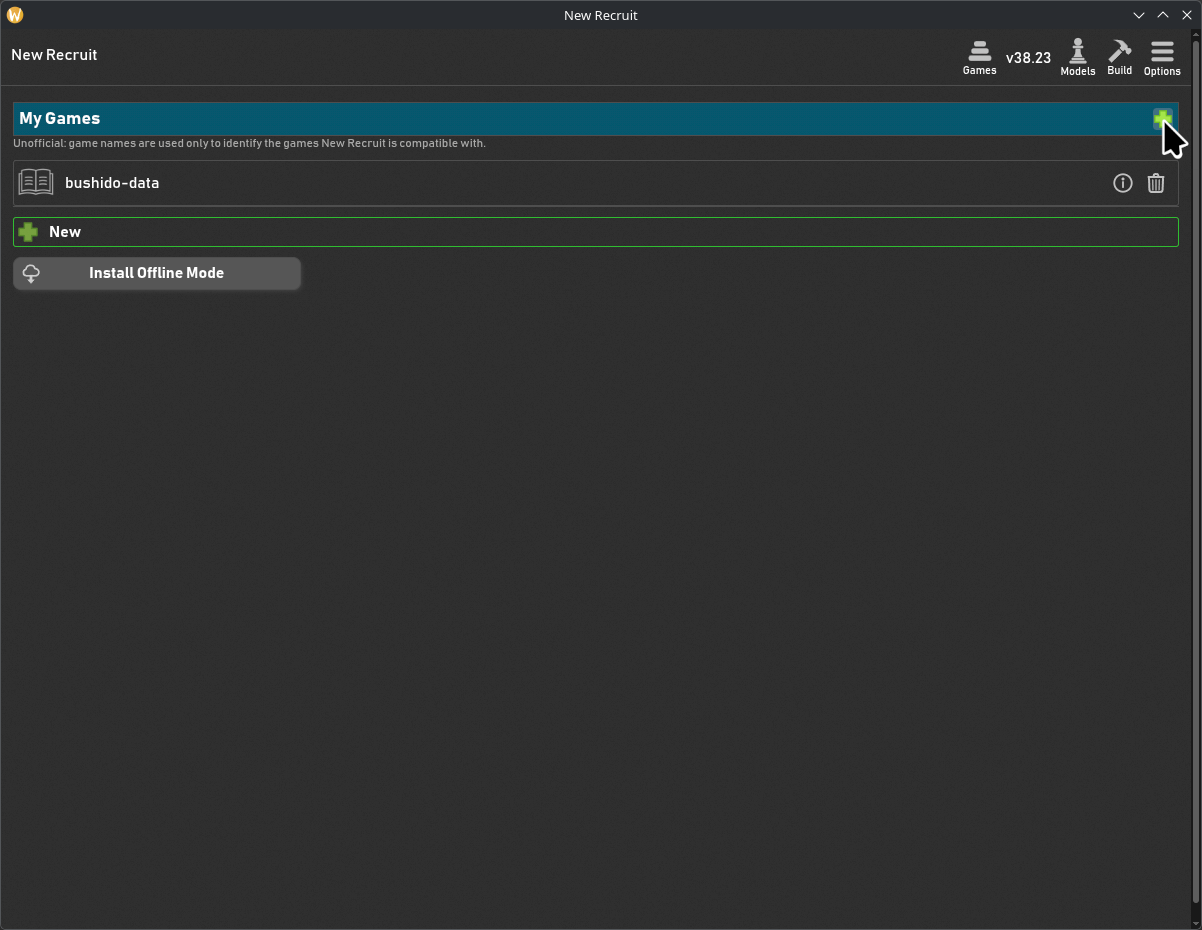 New Recruit
New Recruit
Games
v38.23
Models
Build
Options
My Games
Unofficial: game names are used only to identify the games New Recruit is compatible with.
bushido-data
New
Install Offline Mode